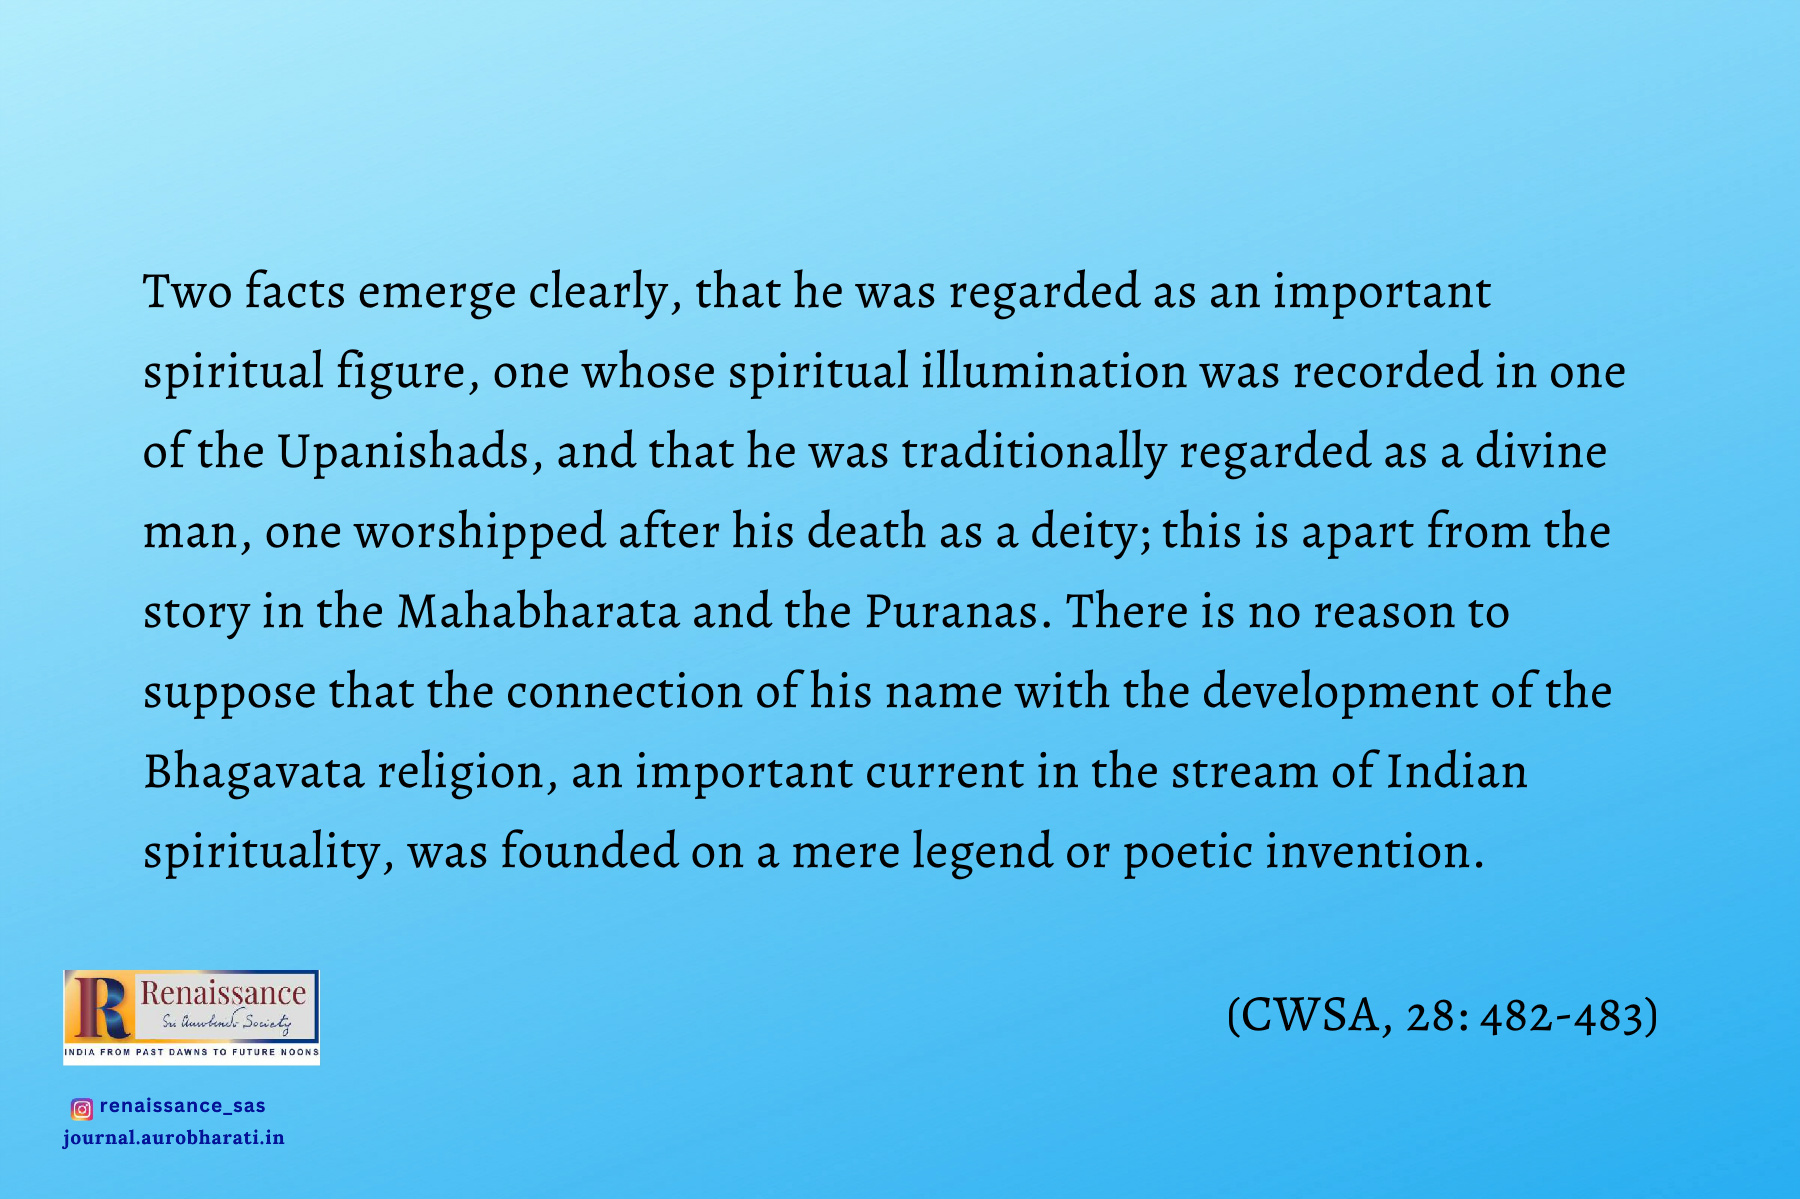 Two facts emerge clearly, that he was regarded as an important
spiritual figure, one whose spiritual illumination was recorded in one
of the Upanishads, and that he was traditionally regarded as a divine
man, one worshipped after his death as a deity; this is apart from the
story in the Mahabharata and the Puranas. There is no reason to
suppose that the connection of his name with the development of the
Bhagavata religion, an important current in the stream of Indian
spirituality, was founded on a mere legend or poetic invention.
(CWSA, 28: 482-483)
R Renaissance
Sri Aurobindo Society
INDIA FROM PAST DAWNS TO FUTURE NOONS
renaissance_sas
journal.aurobharati.in